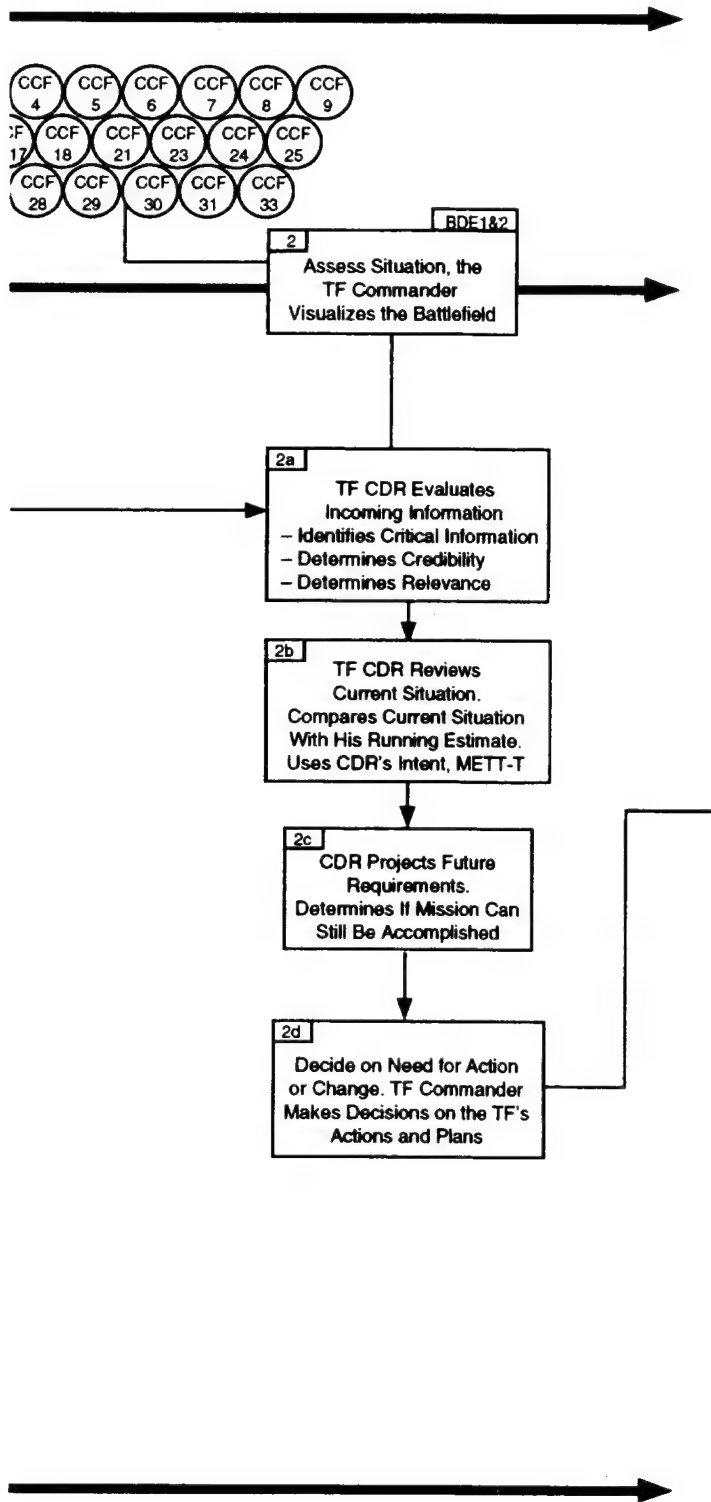 CCF CCF CCF CCF CCF CCF
4 5 6 7 8 9
CCF CCF CCF CCF CCF
17 18 21 23 24 25
CCF CCF CCF CCF CCF
28 29 30 31 33
BDE1&2
2
Assess Situation, the
TF Commander
Visualizes the Battlefield
2a
TF CDR Evaluates
Incoming Information
– Identifies Critical Information
– Determines Credibility
– Determines Relevance
2b
TF CDR Reviews
Current Situation.
Compares Current Situation
With His Running Estimate.
Uses CDR's Intent, METT-T
2c
CDR Projects Future
Requirements.
Determines If Mission Can
Still Be Accomplished
2d
Decide on Need for Action
or Change. TF Commander
Makes Decisions on the TF's
Actions and Plans